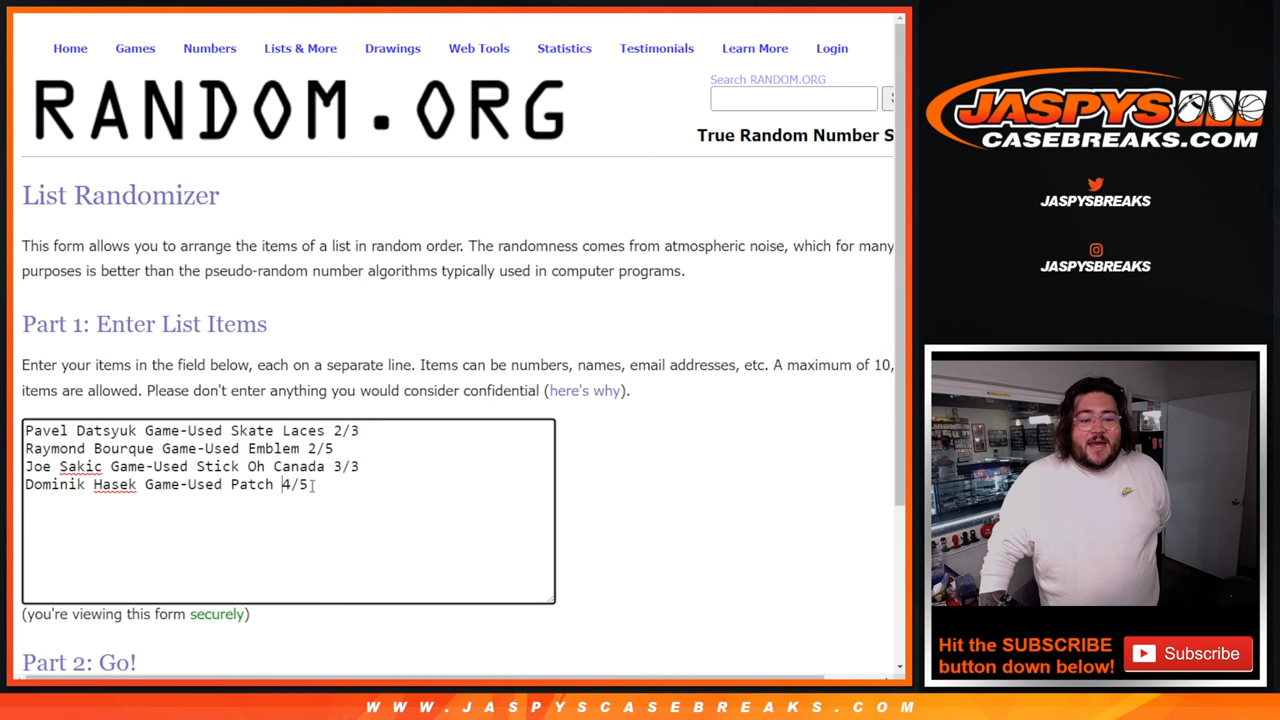 Home Games Numbers Lists & More Drawings Web Tools Statistics Testimonials Learn More Login
Search RANDOM.ORG
RANDOM.ORG
True Random Number S
List Randomizer
This form allows you to arrange the items of a list in random order. The randomness comes from atmospheric noise, which for many
purposes is better than the pseudo-random number algorithms typically used in computer programs.
Part 1: Enter List Items
Enter your items in the field below, each on a separate line. Items can be numbers, names, email addresses, etc. A maximum of 10,
items are allowed. Please don't enter anything you would consider confidential (here's why).
Pavel Datsyuk Game-Used Skate Laces 2/3
Raymond Bourque Game-Used Emblem 2/5
Joe Sakic Game-Used Stick Oh Canada 3/3
Dominik Hasek Game-Used Patch 4/5
(you're viewing this form securely)
Part 2: Go!
JASPYS
CASEBREAKS.COM
JASPYSBREAKS
JASPYSBREAKS
Hit the SUBSCRIBE
button down below!
Subscribe
WWW.JASPYSCASEBREAKS.COM